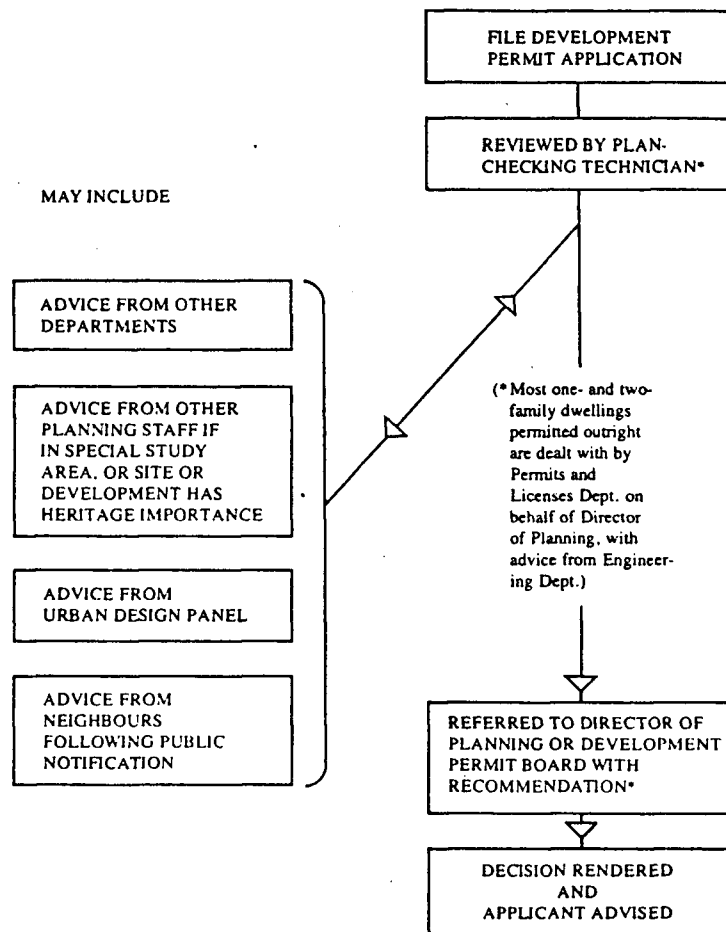 FILE DEVELOPMENT
PERMIT APPLICATION
REVIEWED BY PLAN-
CHECKING TECHNICIAN*
MAY INCLUDE
ADVICE FROM OTHER
DEPARTMENTS
ADVICE FROM OTHER
PLANNING STAFF IF
IN SPECIAL STUDY
AREA, OR SITE OR
DEVELOPMENT HAS
HERITAGE IMPORTANCE
ADVICE FROM
URBAN DESIGN PANEL
ADVICE FROM
NEIGHBOURS
FOLLOWING PUBLIC
NOTIFICATION
(*Most one- and two-
family dwellings
permitted outright
are dealt with by
Permits and
Licenses Dept. on
behalf of Director
of Planning, with
advice from Engineer-
ing Dept.)
REFERRED TO DIRECTOR OF
PLANNING OR DEVELOPMENT
PERMIT BOARD WITH
RECOMMENDATION*
DECISION RENDERED
AND
APPLICANT ADVISED